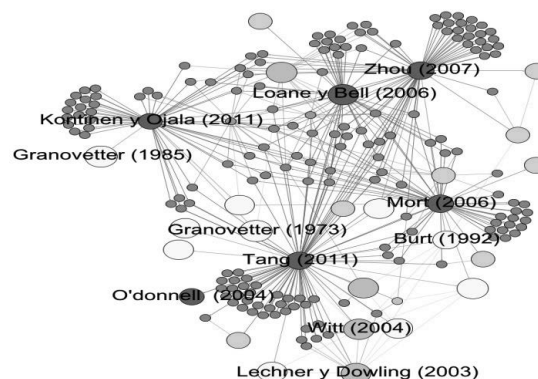 Zhou (2007)
Loane y Bell (2006)
Kontinen y Ojala (2011)
Granovetter (1985)
Mort (2006)
Granovetter (1973)
Burt (1992)
Tang (2011)
O'donnell (2004)
Witt (2004)
Lechner y Dowling (2003)